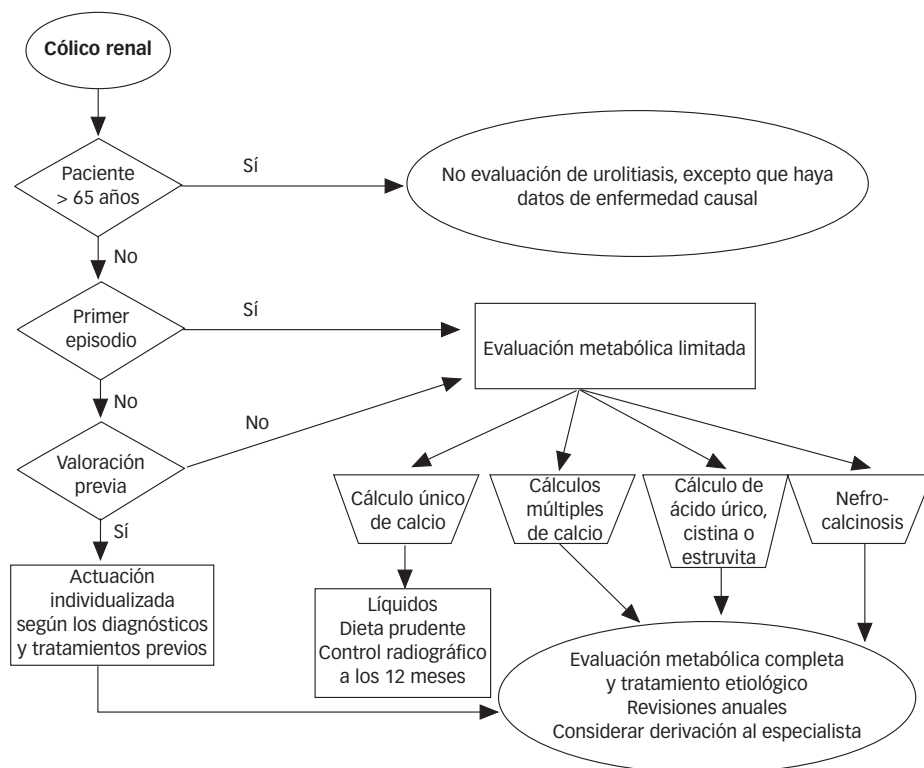 Cólico renal
Paciente
> 65 años
Sí
No evaluación de urolitiasis, excepto que haya
datos de enfermedad causal
No
Primer
episodio
Sí
Evaluación metabólica limitada
No
No
Valoración
previa
Sí
Cálculo único
de calcio
Cálculos
múltiples
de calcio
Cálculo de
ácido úrico,
cistina o
estruvita
Nefro-
calcinosis
Actuación
individualizada
según los diagnósticos
y tratamientos previos
Líquidos
Dieta prudente
Control radiográfico
a los 12 meses
Evaluación metabólica completa
y tratamiento etiológico
Revisiones anuales
Considerar derivación al especialista